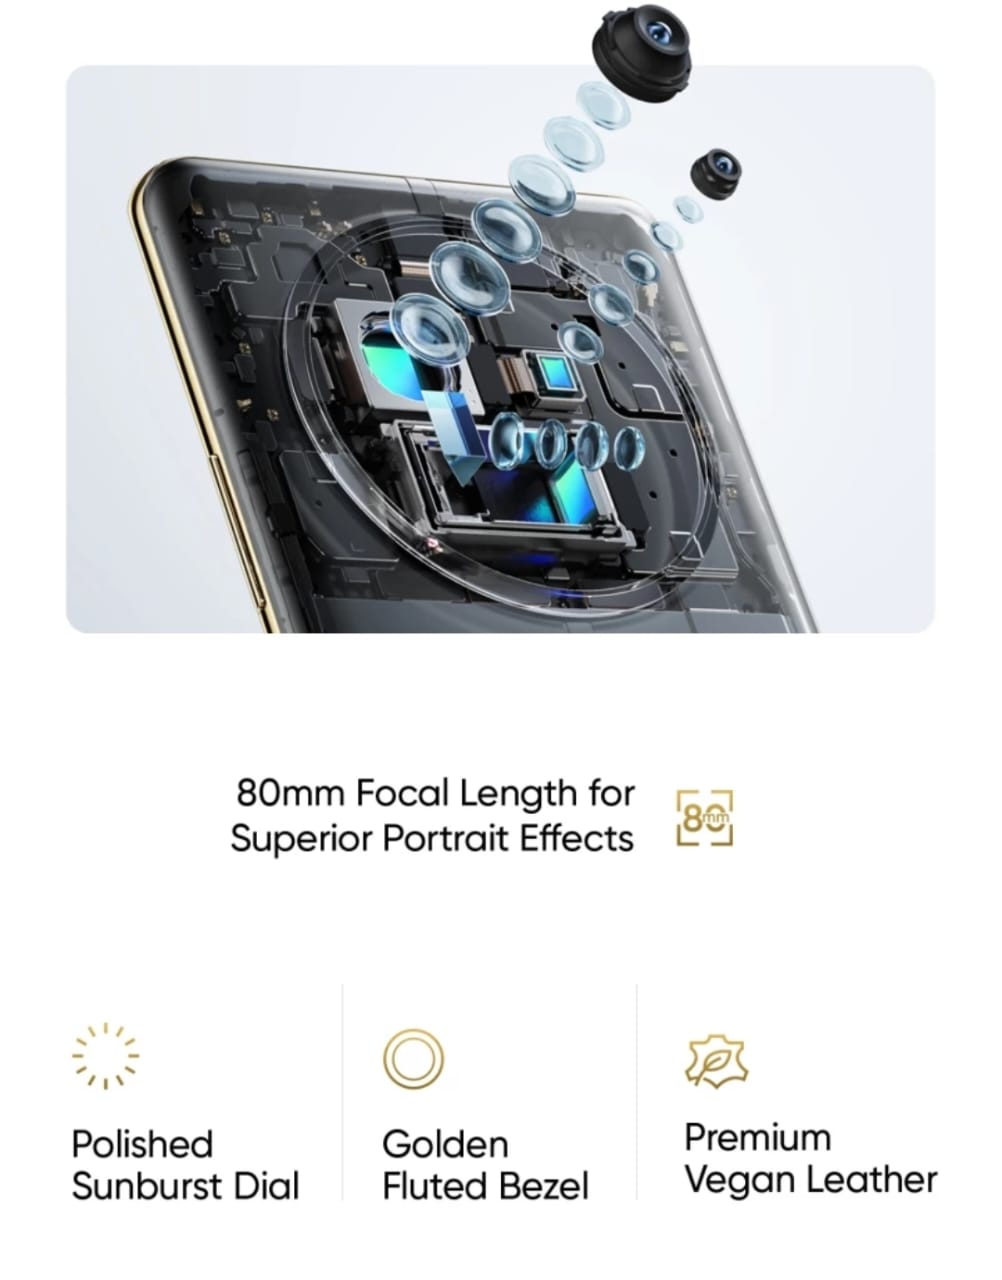 80mm Focal Length for
Superior Portrait Effects
80mm
Polished
Sunburst Dial
Golden
Fluted Bezel
Premium
Vegan Leather